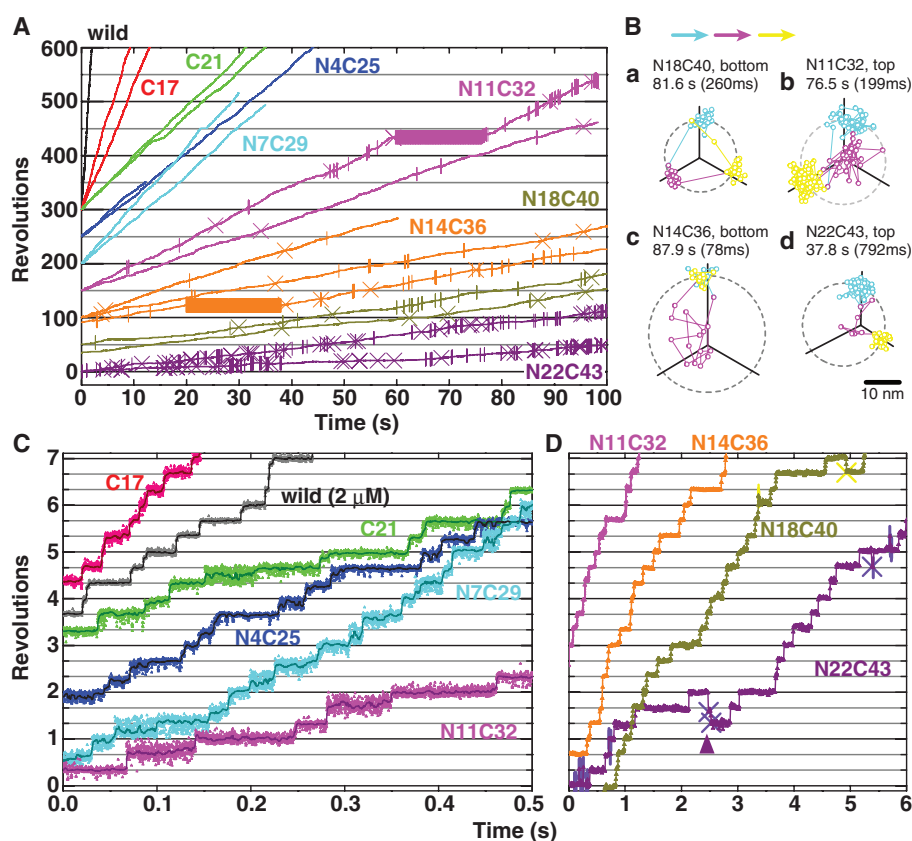 A
wild
600
500
400
300
200
100
0
Revolutions
C17
C21
N4C25
N7C29
N11C32
N18C40
N14C36
N22C43
0 10 20 30 40 50 60 70 80 90 100
Time (s)
B
a
N18C40, bottom
81.6 s (260ms)
b
N11C32, top
76.5 s (199ms)
c
N14C36, bottom
87.9 s (78ms)
d
N22C43, top
37.8 s (792ms)
10 nm
C
7
6
5
4
3
2
1
0
Revolutions
C17
wild (2 μM)
C21
N7C29
N4C25
N11C32
0.0 0.1 0.2 0.3 0.4 0.5
Time (s)
D
N11C32
N14C36
N18C40
N22C43
0 1 2 3 4 5 6